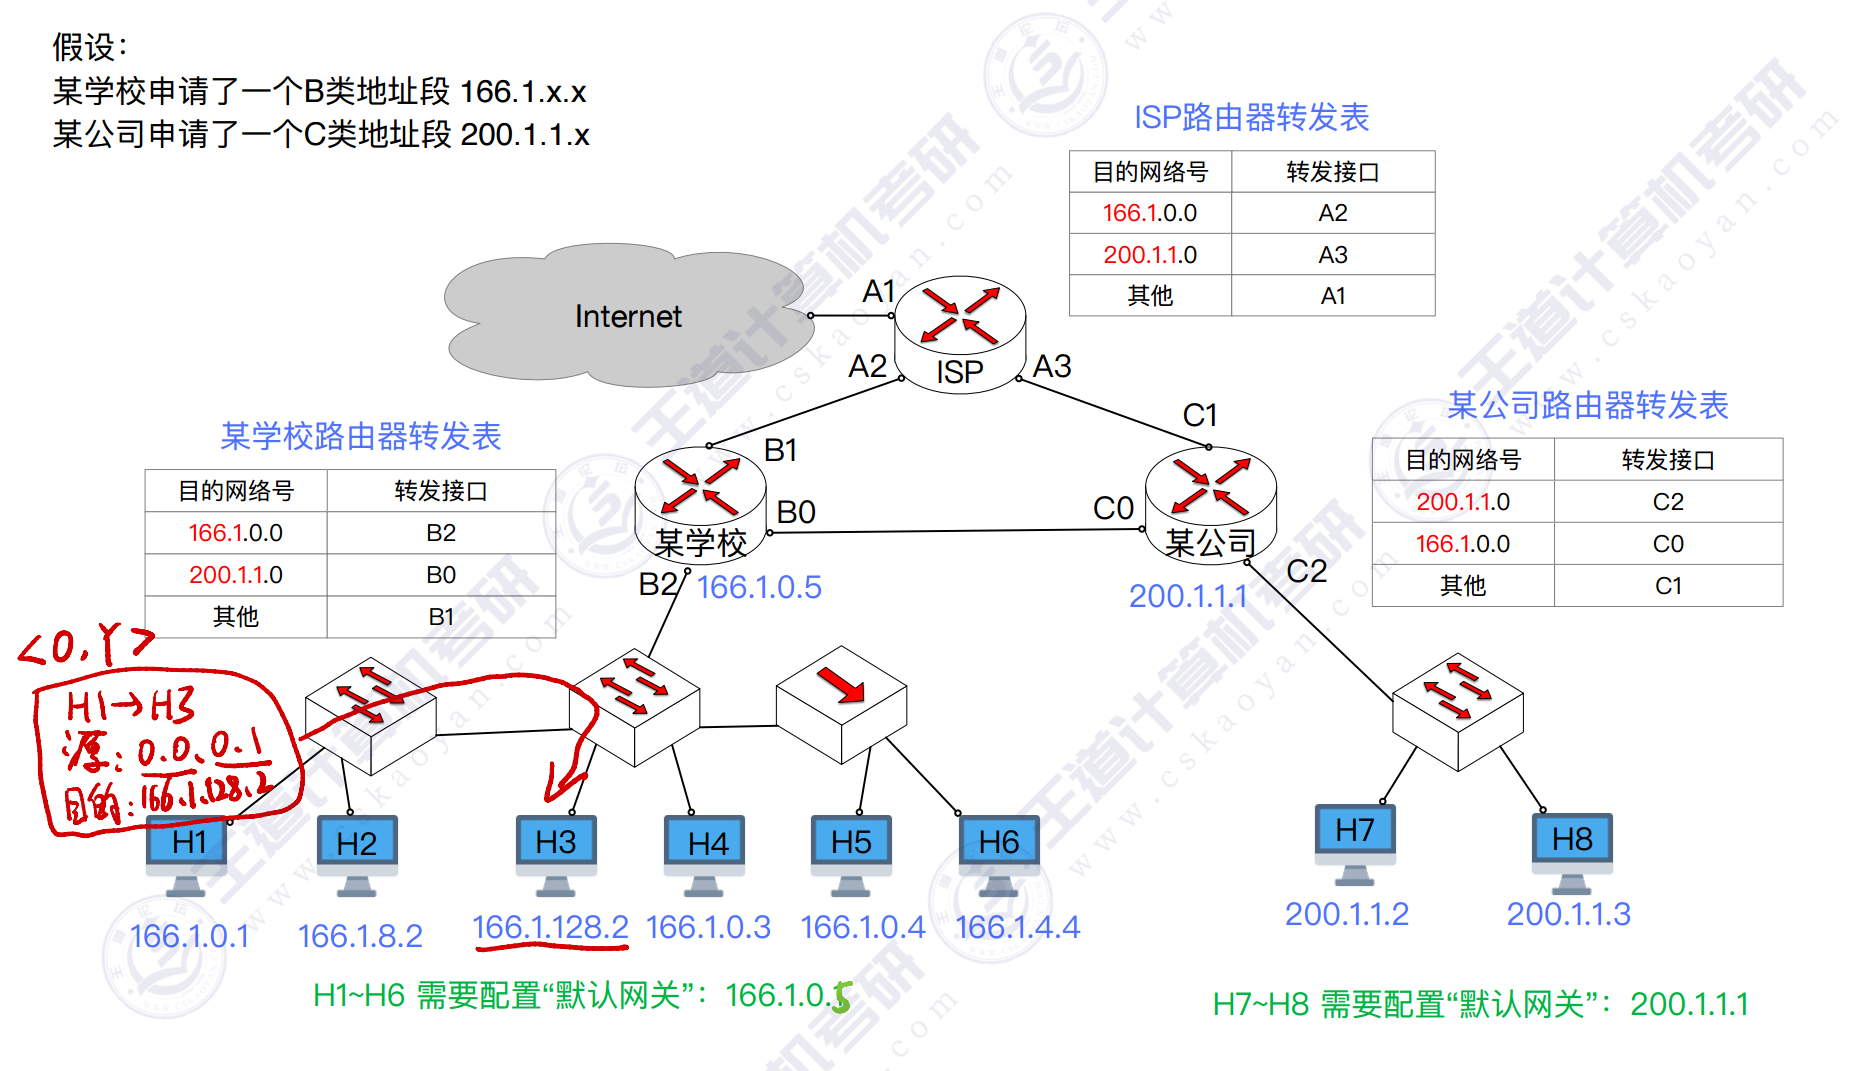 假设：
某学校申请了一个B类地址段 166.1.x.x
某公司申请了一个C类地址段 200.1.1.x
ISP路由器转发表
目的网络号 转发接口
166.1.0.0 A2
200.1.1.0 A3
其他 A1
Internet
A1
A2
ISP
A3
某学校路由器转发表
目的网络号 转发接口
166.1.0.0 B2
200.1.1.0 B0
其他 B1
某公司路由器转发表
目的网络号 转发接口
200.1.1.0 C2
166.1.0.0 C0
其他 C1
B1
B0
某学校
B2
166.1.0.5
C1
C0
某公司
C2
200.1.1.1
<0,Y>
H1→H3
源：0.0.0.1
目的：166.1.128.2
H1
H2
H3
H4
H5
H6
H7
H8
166.1.0.1
166.1.8.2
166.1.128.2
166.1.0.3
166.1.0.4
166.1.4.4
200.1.1.2
200.1.1.3
H1~H6 需要配置“默认网关”：166.1.0.5
H7~H8 需要配置“默认网关”：200.1.1.1
王道计算机考研
www.cskaoyan.com